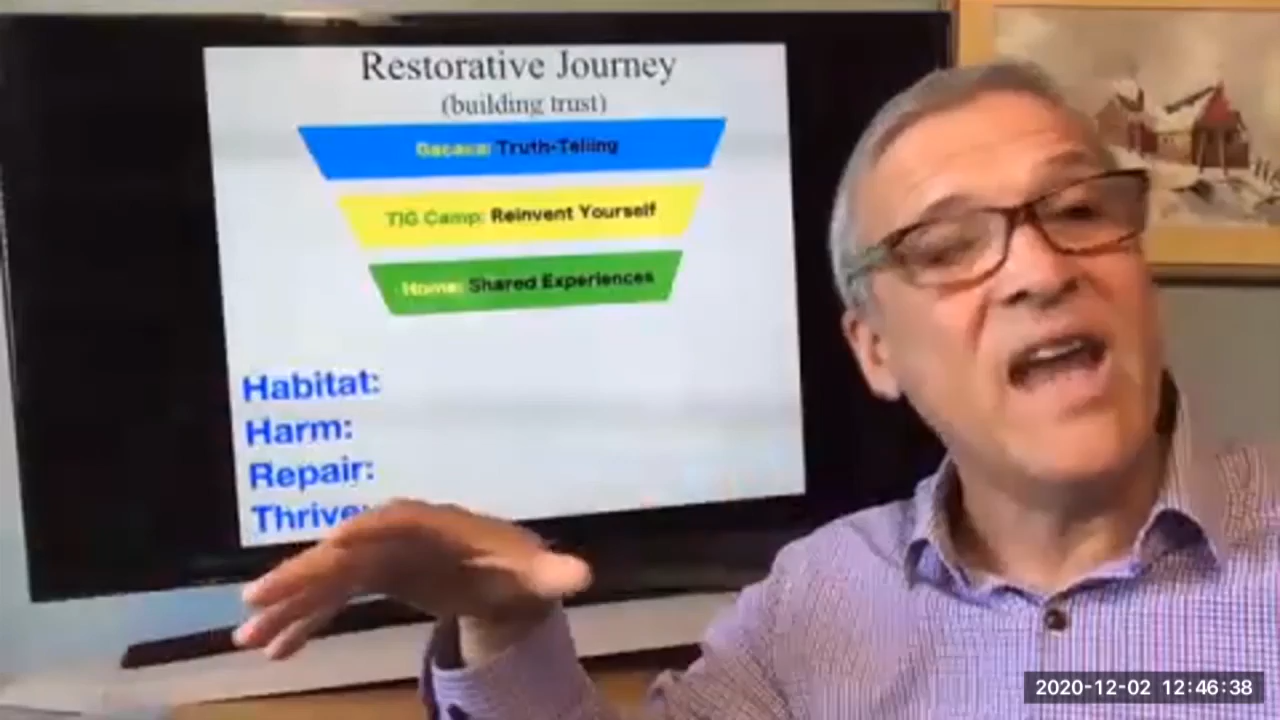 Restorative Journey
(building trust)
Gacaca: Truth-Telling
TIG Camp: Reinvent Yourself
Home: Shared Experiences
Habitat:
Harm:
Repair:
Thrive:
2020-12-02 12:46:38